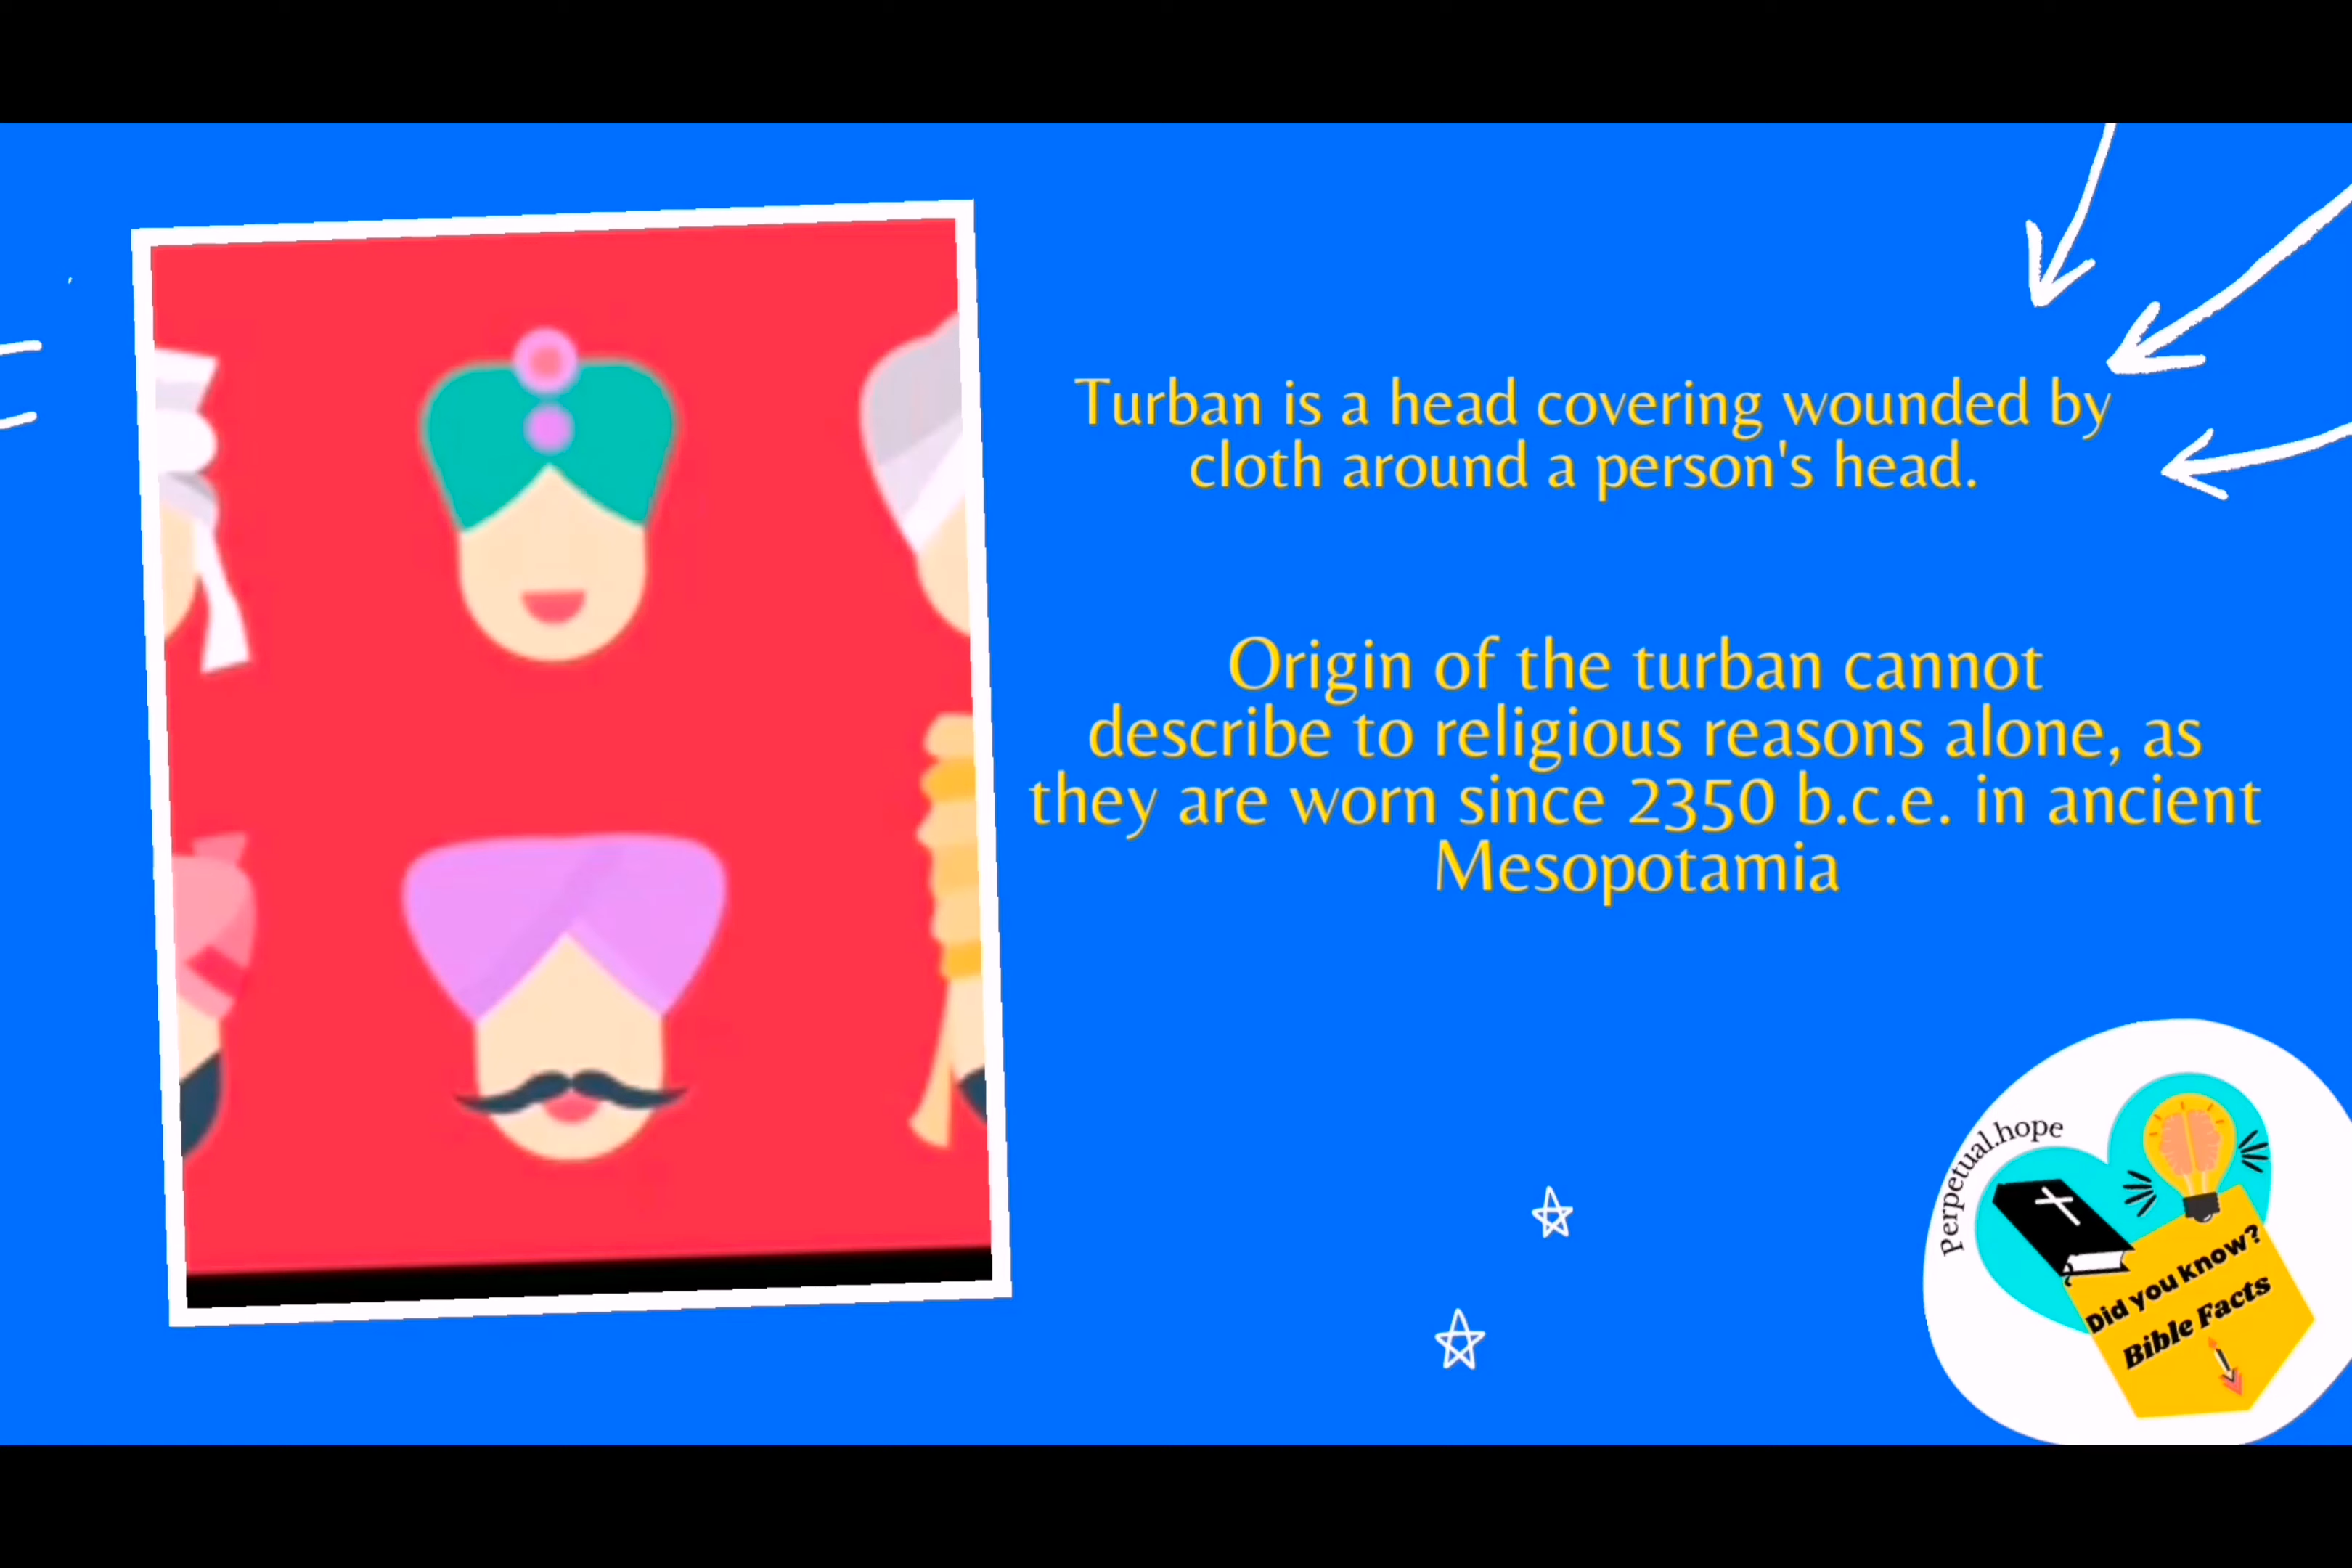 Turban is a head covering wounded by
cloth around a person's head.
Origin of the turban cannot
describe to religious reasons alone, as
they are worn since 2350 b.c.e. in ancient
Mesopotamia
Perpetual.hope
Did you know?
Bible Facts